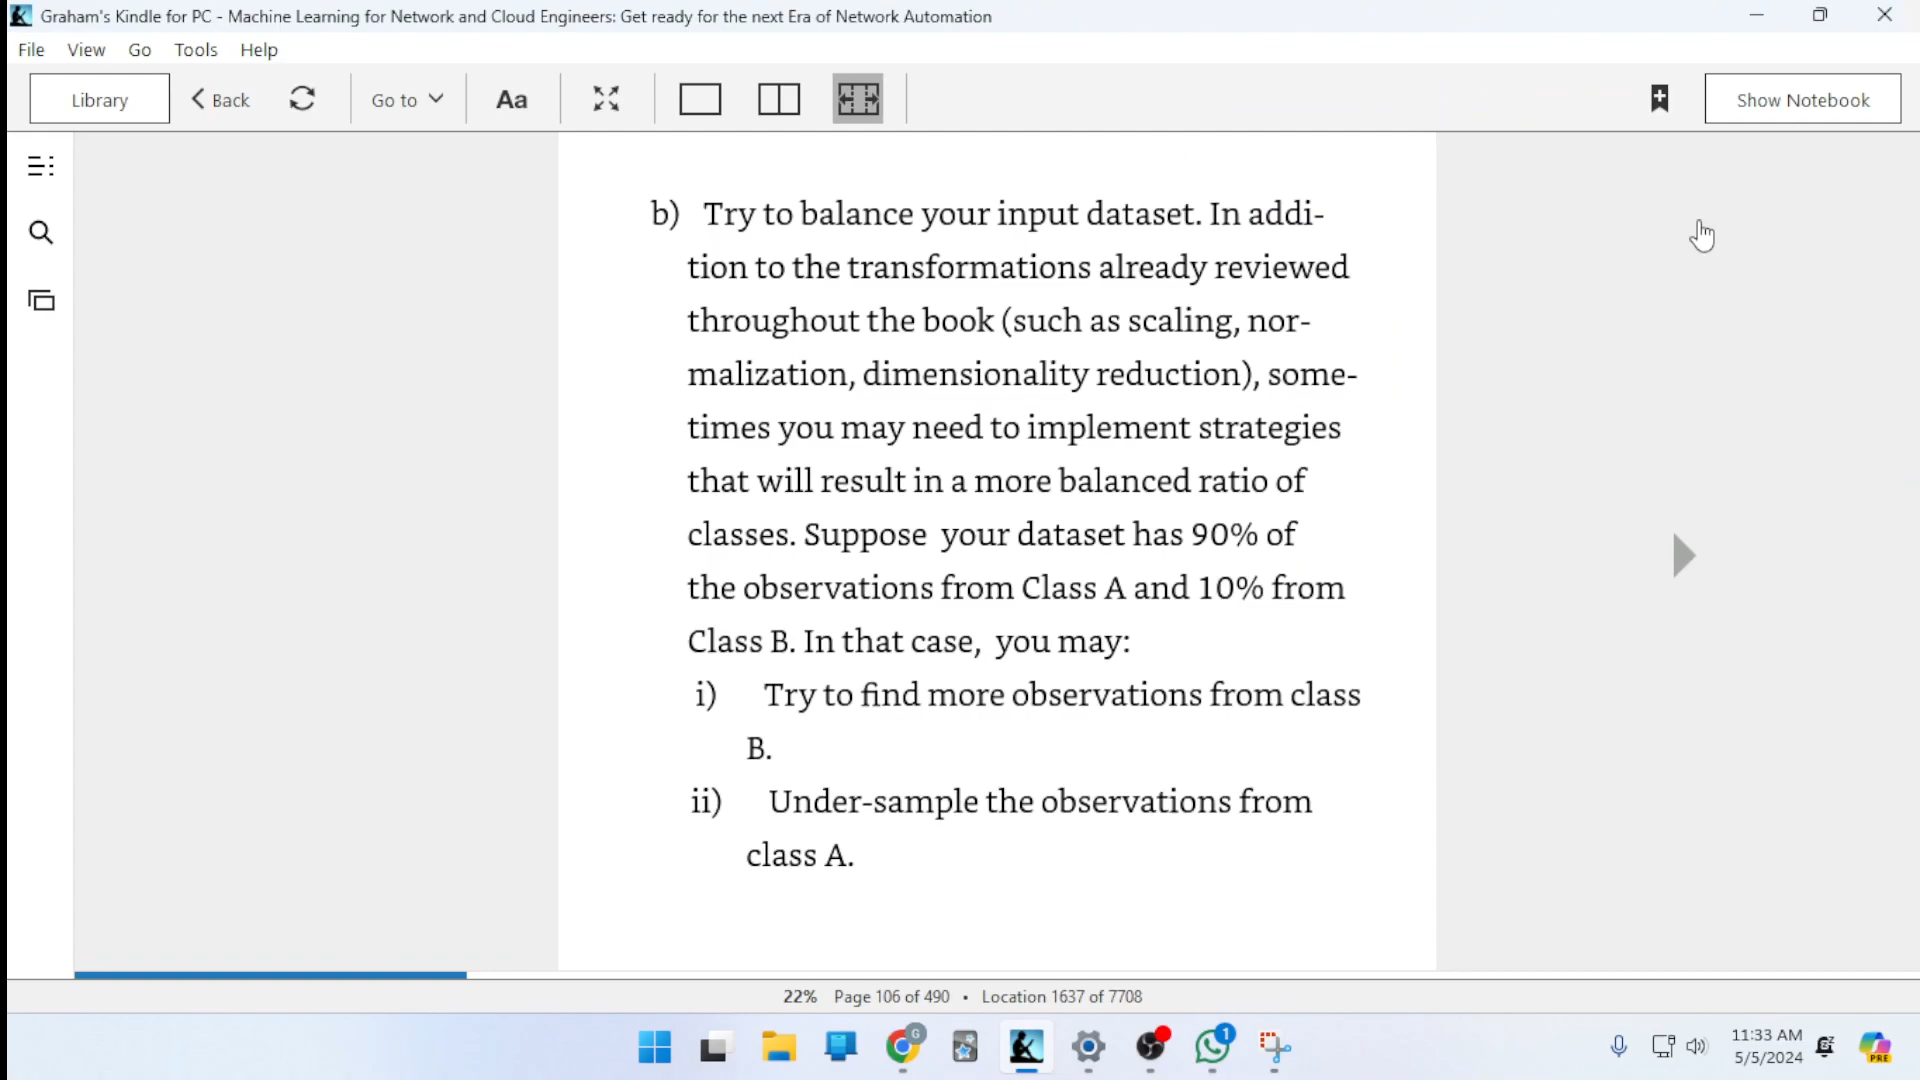 Graham's Kindle for PC - Machine Learning for Network and Cloud Engineers: Get ready for the next Era of Network Automation
File View Go Tools Help
Library Back Go to Aa Show Notebook
b) Try to balance your input dataset. In addi-
tion to the transformations already reviewed
throughout the book (such as scaling, nor-
malization, dimensionality reduction), some-
times you may need to implement strategies
that will result in a more balanced ratio of
classes. Suppose your dataset has 90% of
the observations from Class A and 10% from
Class B. In that case, you may:
i) Try to find more observations from class
B.
ii) Under-sample the observations from
class A.
22% Page 106 of 490 • Location 1637 of 7708
G
1
11:33 AM
5/5/2024
PRE